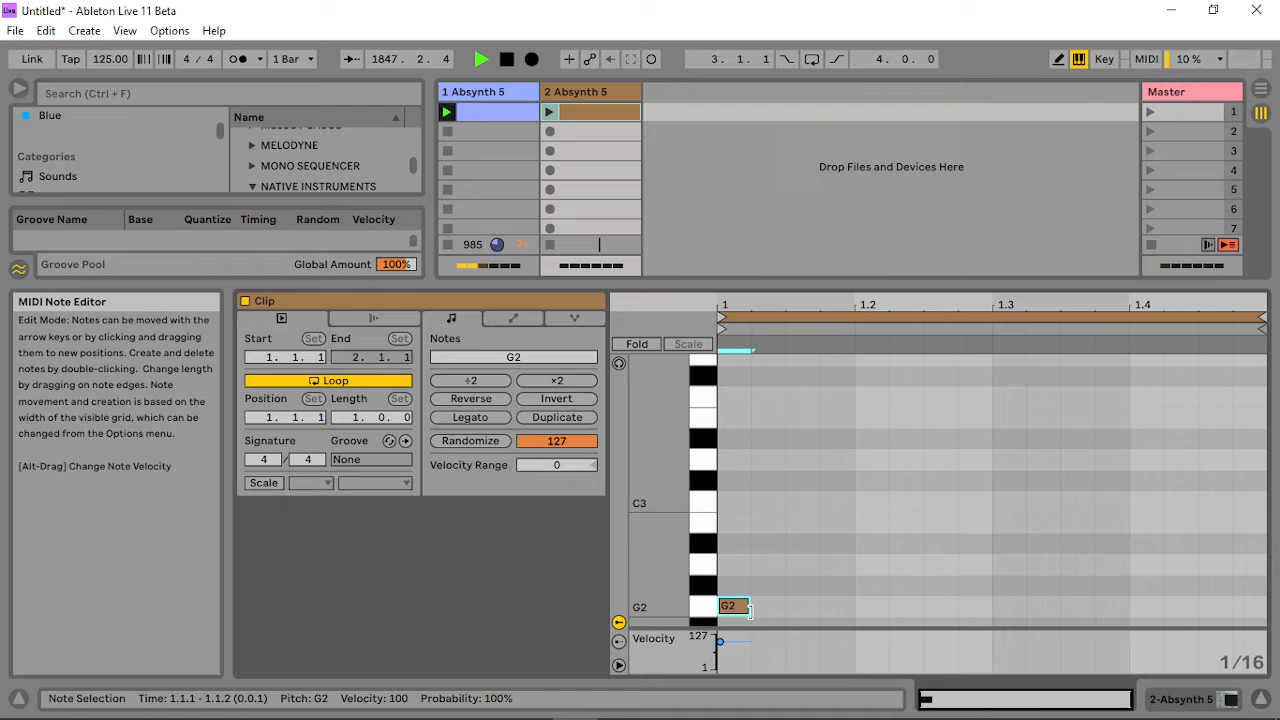 Live Untitled* - Ableton Live 11 Beta
File Edit Create View Options Help
Link Tap 125.00 4 / 4 1 Bar 1847. 2. 4 3. 1. 1 4. 0. 0 Key MIDI 10 %
Search (Ctrl + F)
Blue
Categories
Sounds
Name
MELODYNE
MONO SEQUENCER
NATIVE INSTRUMENTS
Groove Name Base Quantize Timing Random Velocity
Groove Pool Global Amount 100%
1 Absynth 5 2 Absynth 5 Master
1
2
3
4
5
6
7
Drop Files and Devices Here
985
MIDI Note Editor
Edit Mode: Notes can be moved with the
arrow keys or by clicking and dragging
them to new positions. Create and delete
notes by double-clicking. Change length
by dragging on note edges. Note
movement and creation is based on the
width of the visible grid, which can be
changed from the Options menu.
[Alt-Drag] Change Note Velocity
Clip
Start Set End Set
1. 1. 1 2. 1. 1
Loop
Position Set Length Set
1. 1. 1 1. 0. 0
Signature Groove
4 / 4 None
Scale
Notes
G2
÷2 ×2
Reverse Invert
Legato Duplicate
Randomize 127
Velocity Range 0
1 1.2 1.3 1.4
Fold Scale
C3
G2 G2
Velocity 127
1
1/16
Note Selection Time: 1.1.1 - 1.1.2 (0.0.1) Pitch: G2 Velocity: 100 Probability: 100%
2-Absynth 5